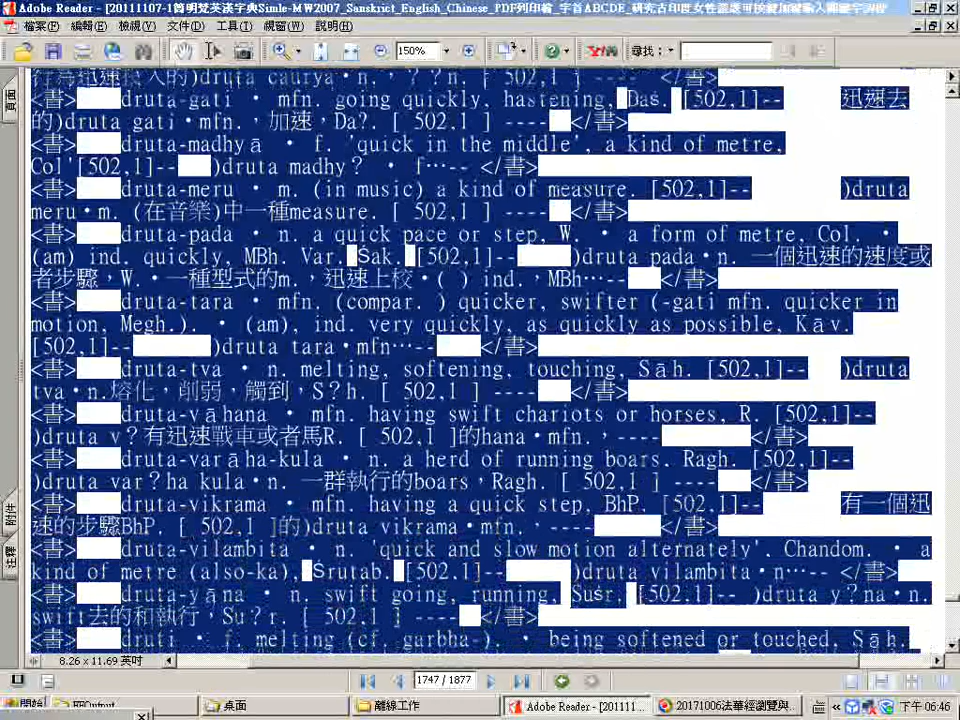 Adobe Reader - [20111107-1簡明梵英漢字典Simle-MW2007_Sanskrict_English_Chinese_PDF列印檔_字首ABCDE_研究古印度女性
檔案(F) 編輯(E) 檢視(V) 文件(D) 工具(T) 視窗(W) 說明(H)
150% 尋找：
行為迅速侵入的)druta caurya‧n.，？？n. [ 502,1] ---- </書>
<書> druta-gati ‧ mfn. going quickly, hastening, Daś. [502,1]-- 迅速去
的)druta gati‧mfn.，加速，Da?. [ 502,1 ] ---- </書>
<書> druta-madhyā ‧ f. 'quick in the middle', a kind of metre,
Col'[502,1]-- )druta madhy？‧ f…-- </書>
<書> druta-meru ‧ m. (in music) a kind of measure. [502,1]-- )druta
meru‧m. (在音樂)中一種measure. [ 502,1 ] ---- </書>
<書> druta-pada ‧ n. a quick pace or step, W. ‧ a form of metre, Col. ‧
(am) ind. quickly, MBh. Var. Śak. [502,1]-- )druta pada‧n. 一個迅速的速度或
者步驟，W.‧一種型式的m.，迅速上校‧( ) ind.，MBh…-- </書>
<書> druta-tara ‧ mfn. (compar. ) quicker, swifter (-gati mfn. quicker in
motion, Megh.). ‧ (am), ind. very quickly, as quickly as possible, Kāv.
[502,1]-- )druta tara‧mfn…-- </書>
<書> druta-tva ‧ n. melting, softening, touching, Sāh. [502,1]-- )druta
tva‧n.熔化，削弱，觸到，S？h. [ 502,1 ] ---- </書>
<書> druta-vāhana ‧ mfn. having swift chariots or horses, R. [502,1]--
)druta v？有迅速戰車或者馬R. [ 502,1 ]的hana‧mfn.，---- </書>
<書> druta-varāha-kula ‧ n. a herd of running boars, Ragh. [502,1]--
)druta var？ha kula‧n. 一群執行的boars，Ragh. [ 502,1 ] ---- </書>
<書> druta-vikrama ‧ mfn. having a quick step, BhP. [502,1]-- 有一個迅
速的步驟BhP. [ 502,1 ]的)druta vikrama‧mfn.，---- </書>
<書> druta-vilambita ‧ n. 'quick and slow motion alternately', Chandom. ‧ a
kind of metre (also-ka), Śrutab. [502,1]-- )druta vilambita‧n…-- </書>
<書> druta-yāna ‧ n. swift going, running, Suśr. [502,1]-- )druta y？na‧n.
swift去的和執行，Su？r. [ 502,1 ] ---- </書>
<書> druti ‧ f. melting (cf. garbha-). ‧ being softened or touched, Sāh.
頁面
附件
注釋
8.26 x 11.69 英吋
1747 / 1877
開始 桌面 離線工作 Adobe Reader - [201111... 20171006法華經瀏覽與... 下午 06:46